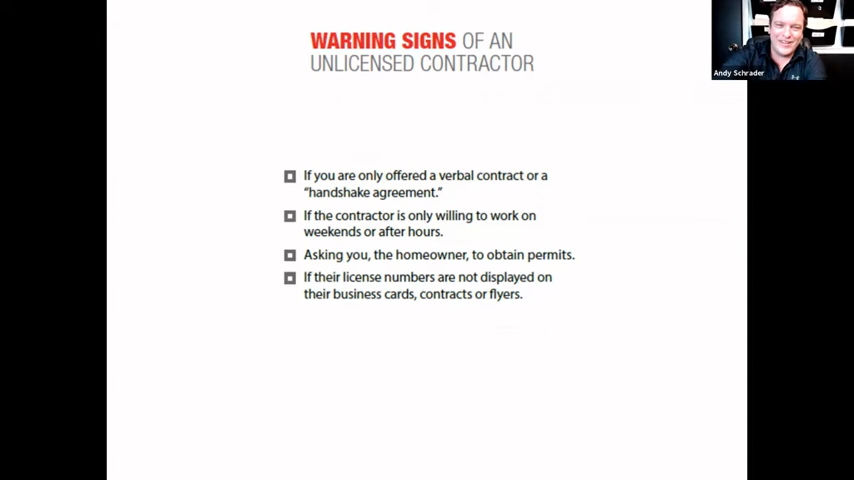 WARNING SIGNS OF AN
UNLICENSED CONTRACTOR
Andy Schrader
If you are only offered a verbal contract or a
“handshake agreement.”
If the contractor is only willing to work on
weekends or after hours.
Asking you, the homeowner, to obtain permits.
If their license numbers are not displayed on
their business cards, contracts or flyers.